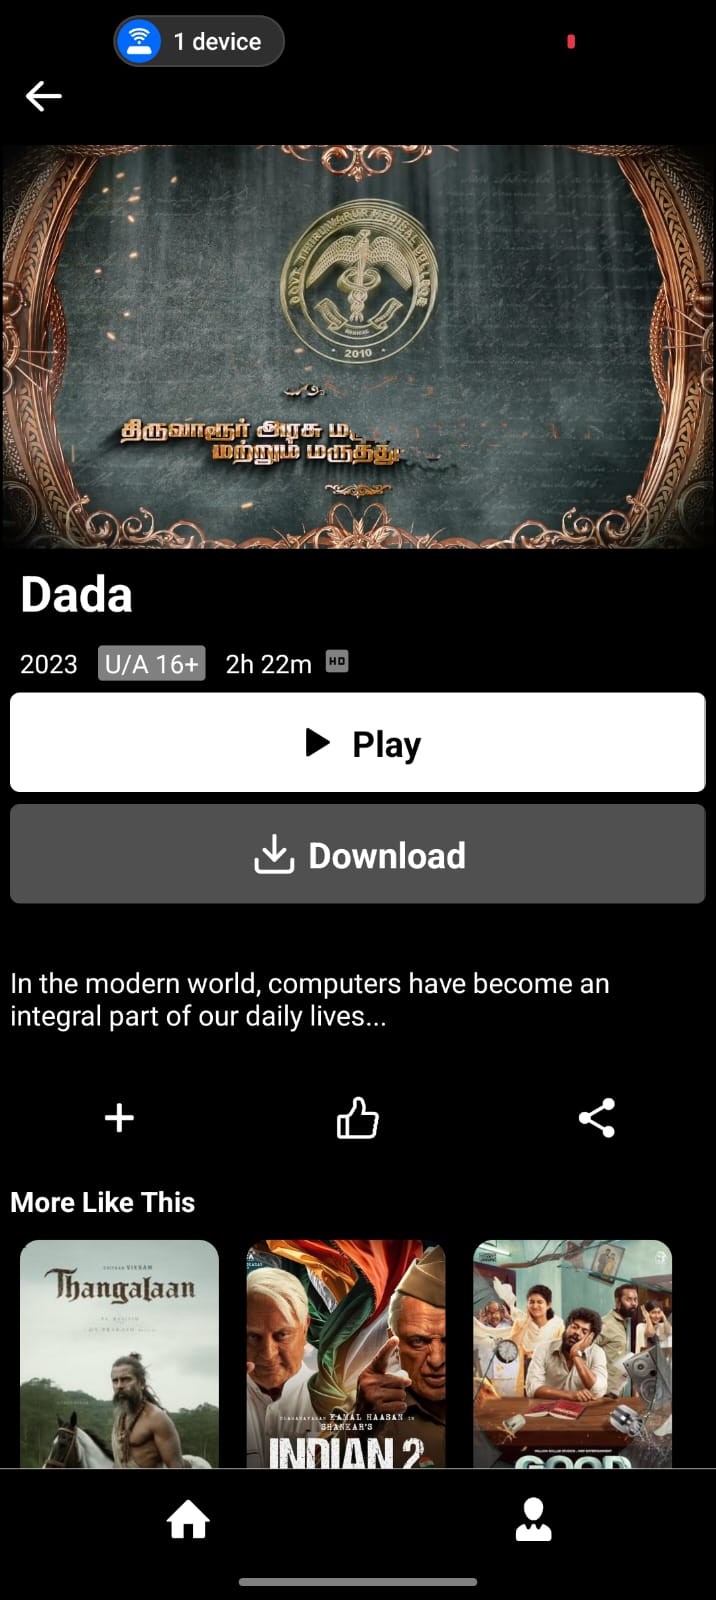 1 device
GOVT THIRUVARUR MEDICAL COLLEGE
2010
திருவாரூர் அரசு
மற்றும்
Dada
2023 U/A 16+ 2h 22m HD
Play
Download
In the modern world, computers have become an
integral part of our daily lives...
More Like This
CHIYAAN VIKRAM
Thangalaan
KAMAL HAASAN IN
SHANKAR'S
INDIAN 2
GOOD